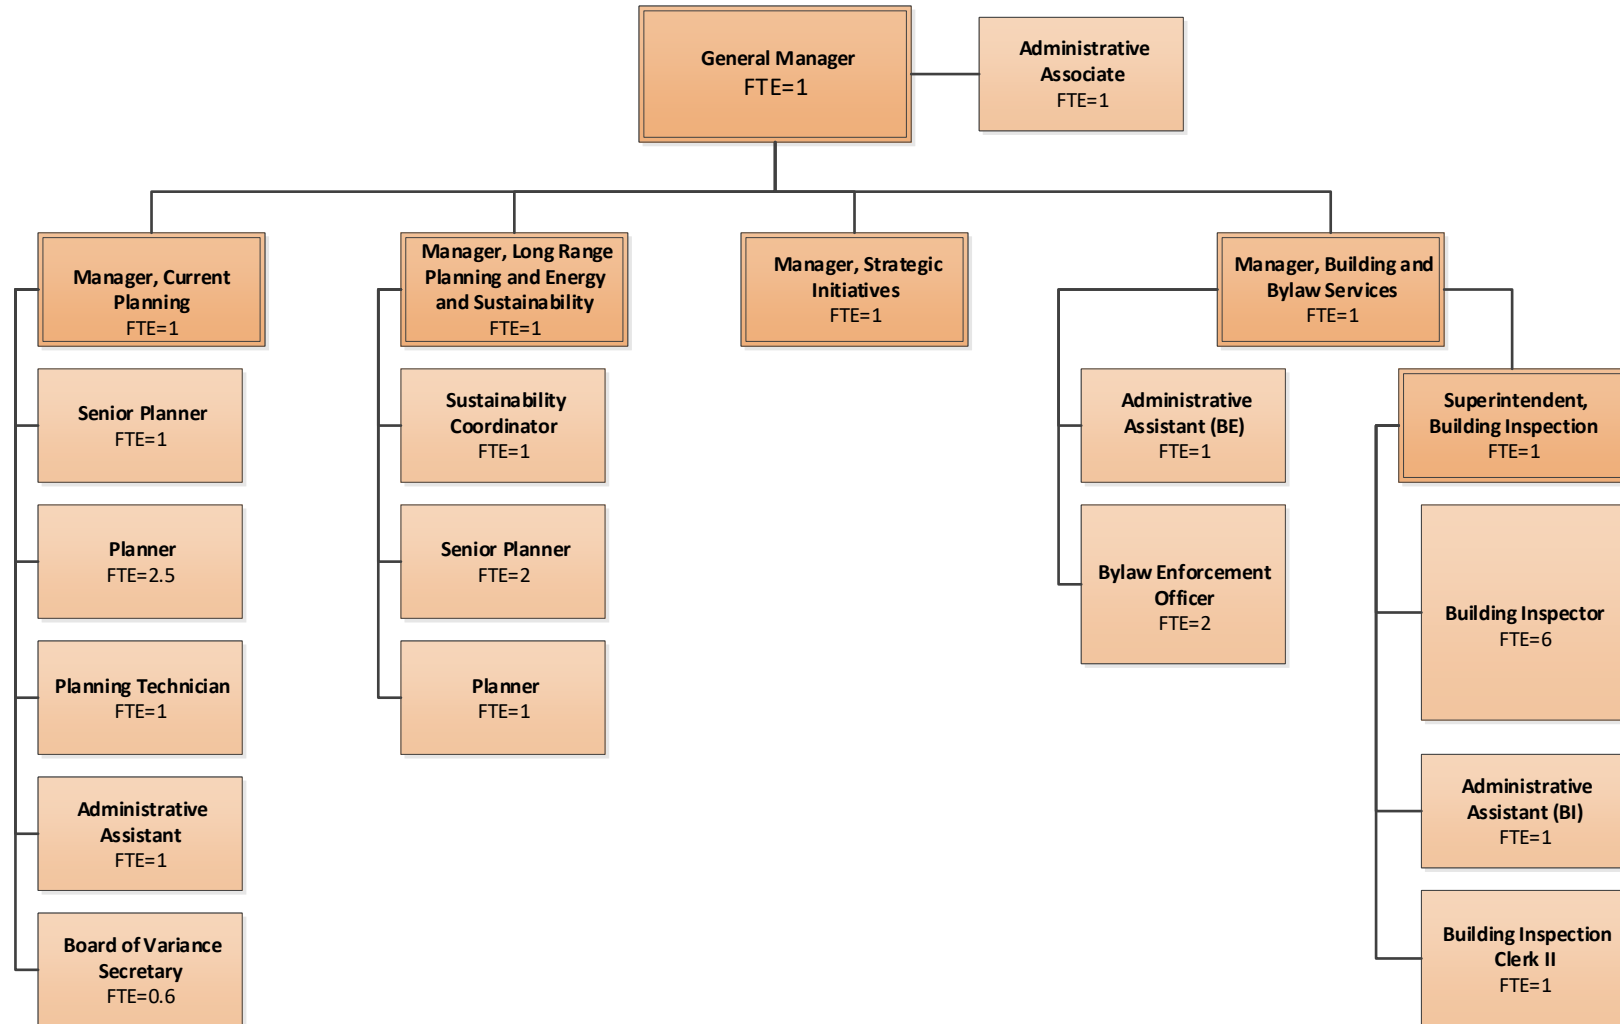 General Manager
FTE=1
Administrative
Associate
FTE=1
Manager, Current
Planning
FTE=1
Manager, Long Range
Planning and Energy
and Sustainability
FTE=1
Manager, Strategic
Initiatives
FTE=1
Manager, Building and
Bylaw Services
FTE=1
Senior Planner
FTE=1
Planner
FTE=2.5
Planning Technician
FTE=1
Administrative
Assistant
FTE=1
Board of Variance
Secretary
FTE=0.6
Sustainability
Coordinator
FTE=1
Senior Planner
FTE=2
Planner
FTE=1
Administrative
Assistant (BE)
FTE=1
Bylaw Enforcement
Officer
FTE=2
Superintendent,
Building Inspection
FTE=1
Building Inspector
FTE=6
Administrative
Assistant (BI)
FTE=1
Building Inspection
Clerk II
FTE=1